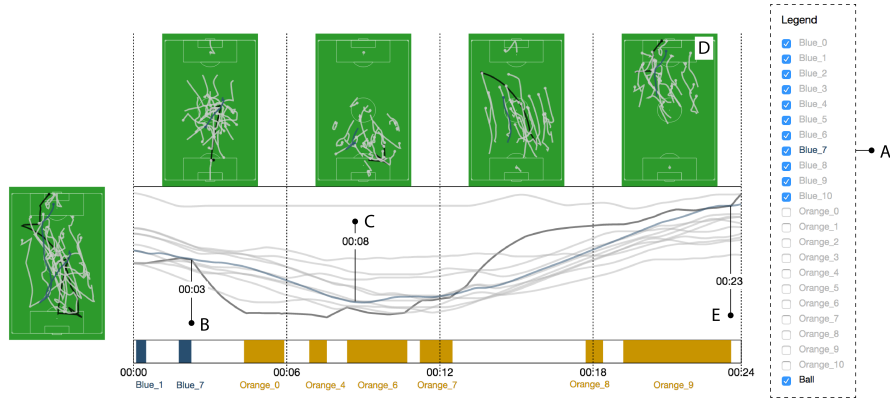 D
Legend
Blue_0
Blue_1
Blue_2
Blue_3
Blue_4
Blue_5
Blue_6
Blue_7
A
Blue_8
Blue_9
Blue_10
Orange_0
Orange_1
Orange_2
Orange_3
Orange_4
Orange_5
Orange_6
Orange_7
Orange_8
Orange_9
Orange_10
Ball
C
00:08
00:03
B
00:23
E
00:00
00:06
00:12
00:18
00:24
Blue_1
Blue_7
Orange_0
Orange_4
Orange_6
Orange_7
Orange_8
Orange_9